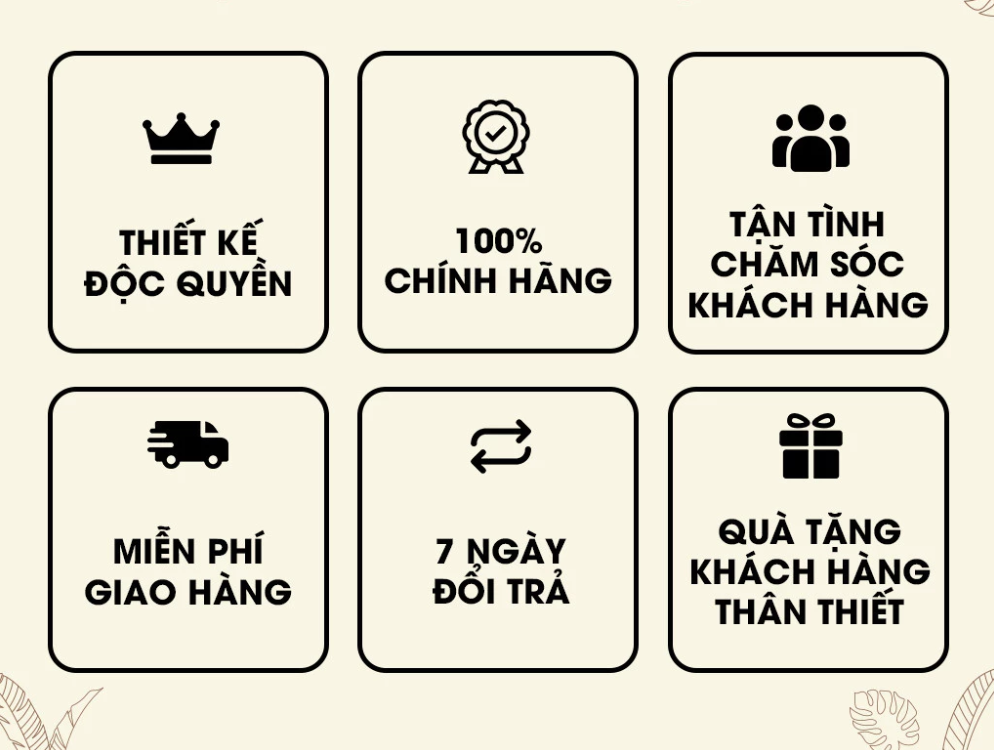 THIẾT KẾ
ĐỘC QUYỀN
100%
CHÍNH HÃNG
TẬN TÌNH
CHĂM SÓC
KHÁCH HÀNG
MIỄN PHÍ
GIAO HÀNG
7 NGÀY
ĐỔI TRẢ
QUÀ TẶNG
KHÁCH HÀNG
THÂN THIẾT